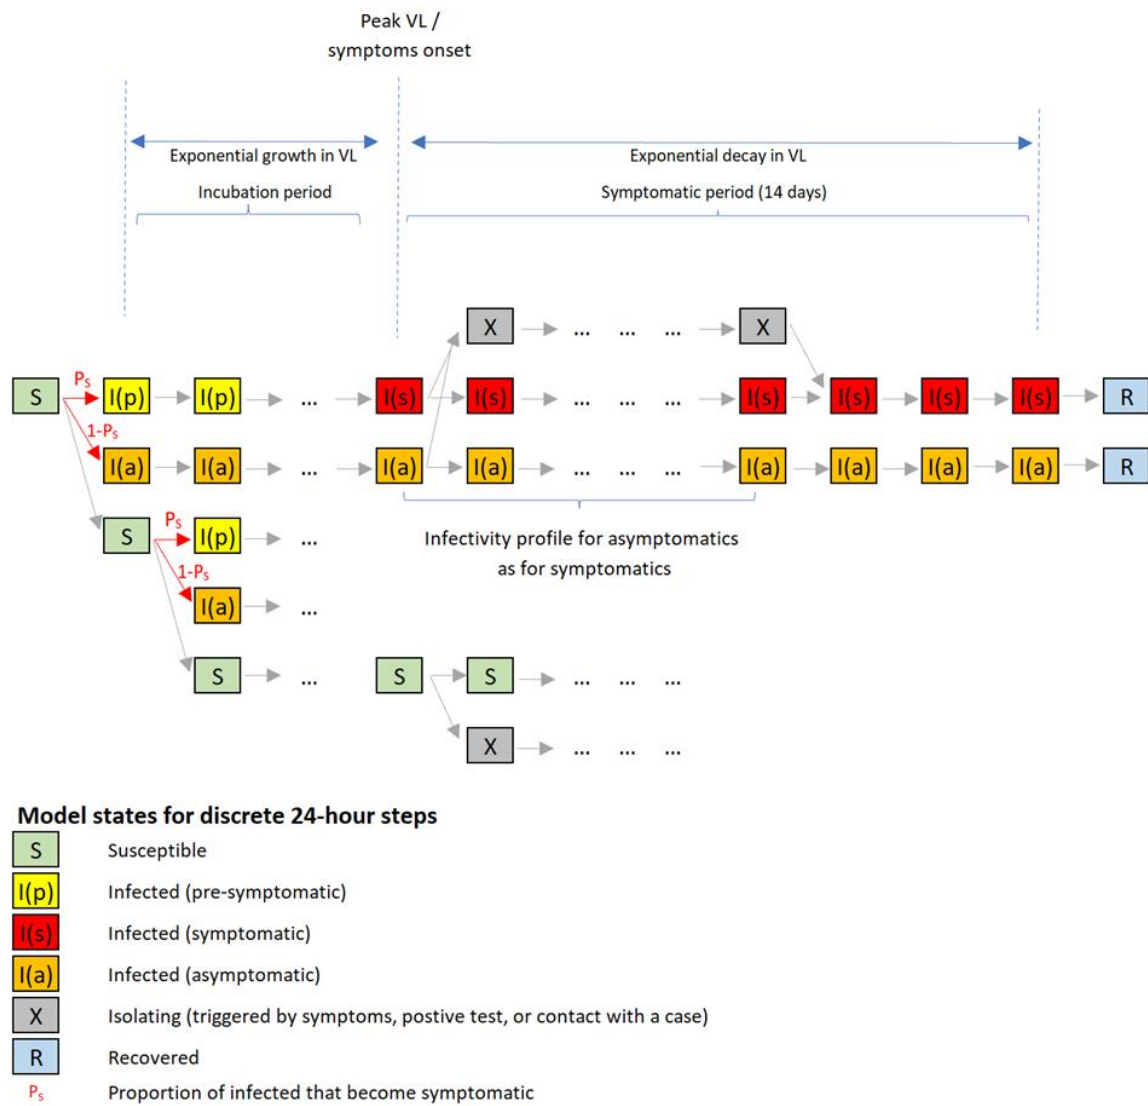 Peak VL /
symptoms onset
Exponential growth in VL
Exponential decay in VL
Incubation period
Symptomatic period (14 days)
X ... ... ... X
S Ps I(p) I(p) ... I(s) I(s) ... ... ... I(s) I(s) I(s) I(s) R
1-Ps
I(a) I(a) ... I(a) I(a) ... ... ... I(a) I(a) I(a) I(a) R
S Ps I(p) ...
Infectivity profile for asymptomatics
as for symptomatics
1-Ps
I(a) ...
S ... S S ... ... ...
X ... ... ...
Model states for discrete 24-hour steps
S Susceptible
I(p) Infected (pre-symptomatic)
I(s) Infected (symptomatic)
I(a) Infected (asymptomatic)
X Isolating (triggered by symptoms, postive test, or contact with a case)
R Recovered
Ps Proportion of infected that become symptomatic